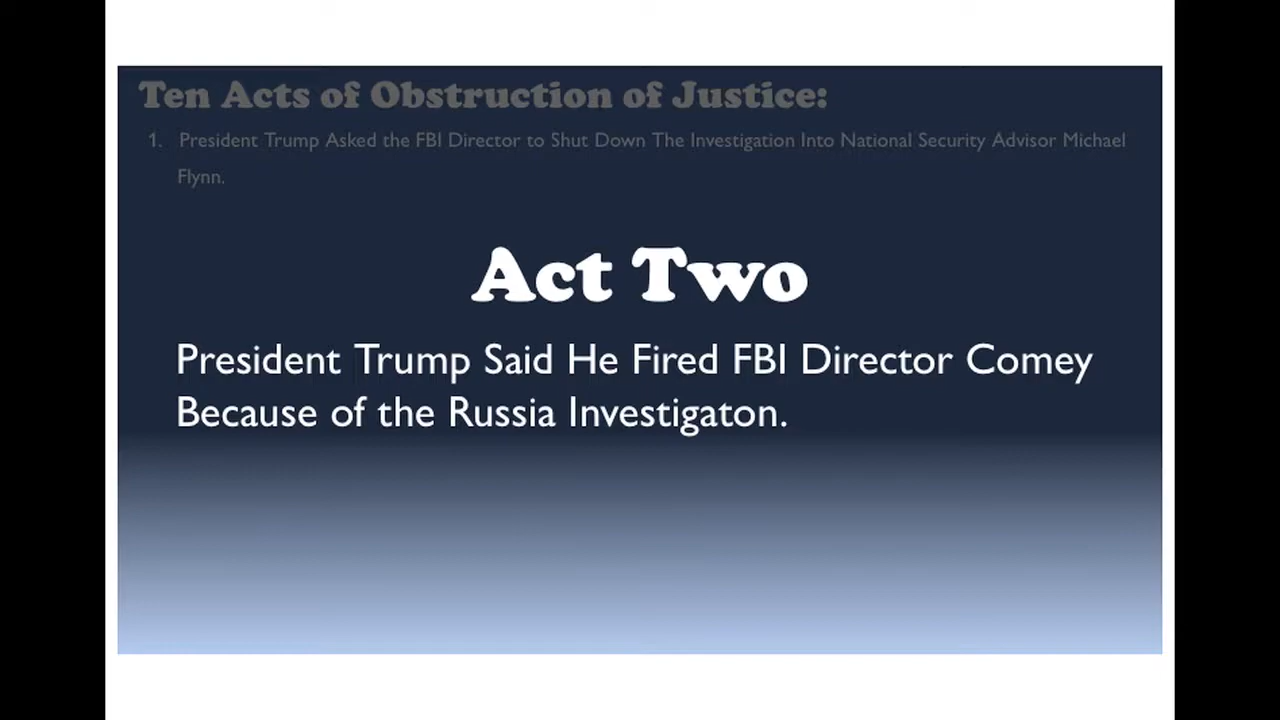 Ten Acts of Obstruction of Justice:
1. President Trump Asked the FBI Director to Shut Down The Investigation Into National Security Advisor Michael
Flynn.
Act Two
President Trump Said He Fired FBI Director Comey
Because of the Russia Investigaton.